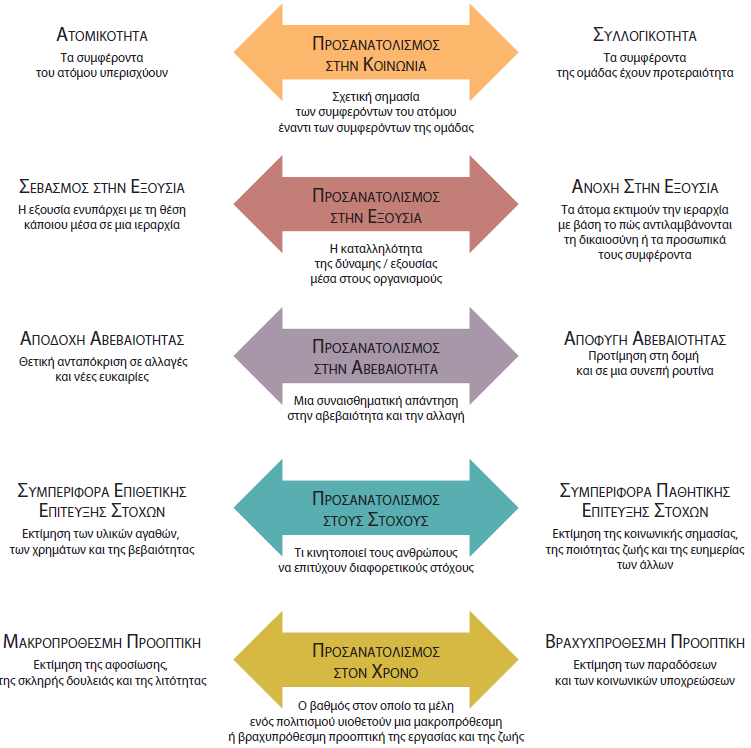 ΑΤΟΜΙΚΟΤΗΤΑ
Τα συμφέροντα
του ατόμου υπερισχύουν
ΠΡΟΣΑΝΑΤΟΛΙΣΜΟΣ
ΣΤΗΝ ΚΟΙΝΩΝΙΑ
Σχετική σημασία
των συμφερόντων του ατόμου
έναντι των συμφερόντων της ομάδας
ΣΥΛΛΟΓΙΚΟΤΗΤΑ
Τα συμφέροντα
της ομάδας έχουν προτεραιότητα
ΣΕΒΑΣΜΟΣ ΣΤΗΝ ΕΞΟΥΣΙΑ
Η εξουσία ενυπάρχει με τη θέση
κάποιου μέσα σε μια ιεραρχία
ΠΡΟΣΑΝΑΤΟΛΙΣΜΟΣ
ΣΤΗΝ ΕΞΟΥΣΙΑ
Η καταλληλότητα
της δύναμης / εξουσίας
μέσα στους οργανισμούς
ΑΝΟΧΗ ΣΤΗΝ ΕΞΟΥΣΙΑ
Τα άτομα εκτιμούν την ιεραρχία
με βάση το πώς αντιλαμβάνονται
τη δικαιοσύνη ή τα προσωπικά
τους συμφέροντα
ΑΠΟΔΟΧΗ ΑΒΕΒΑΙΟΤΗΤΑΣ
Θετική ανταπόκριση σε αλλαγές
και νέες ευκαιρίες
ΠΡΟΣΑΝΑΤΟΛΙΣΜΟΣ
ΣΤΗΝ ΑΒΕΒΑΙΟΤΗΤΑ
Μια συναισθηματική απάντηση
στην αβεβαιότητα και την αλλαγή
ΑΠΟΦΥΓΗ ΑΒΕΒΑΙΟΤΗΤΑΣ
Προτίμηση στη δομή
και σε μια συνεπή ρουτίνα
ΣΥΜΠΕΡΙΦΟΡΑ ΕΠΙΘΕΤΙΚΗΣ
ΕΠΙΤΕΥΞΗΣ ΣΤΟΧΩΝ
Εκτίμηση των υλικών αγαθών,
των χρημάτων και της βεβαιότητας
ΠΡΟΣΑΝΑΤΟΛΙΣΜΟΣ
ΣΤΟΥΣ ΣΤΟΧΟΥΣ
Τι κινητοποιεί τους ανθρώπους
να επιτύχουν διαφορετικούς στόχους
ΣΥΜΠΕΡΙΦΟΡΑ ΠΑΘΗΤΙΚΗΣ
ΕΠΙΤΕΥΞΗΣ ΣΤΟΧΩΝ
Εκτίμηση της κοινωνικής σημασίας,
της ποιότητας ζωής και της ευημερίας
των άλλων
ΜΑΚΡΟΠΡΟΘΕΣΜΗ ΠΡΟΟΠΤΙΚΗ
Εκτίμηση της αφοσίωσης,
της σκληρής δουλειάς και της λιτότητας
ΠΡΟΣΑΝΑΤΟΛΙΣΜΟΣ
ΣΤΟΝ ΧΡΟΝΟ
Ο βαθμός στον οποίο τα μέλη
ενός πολιτισμού υιοθετούν μια μακροπρόθεσμη
ή βραχυπρόθεσμη προοπτική της εργασίας και της ζωής
ΒΡΑΧΥΧΠΡΟΘΕΣΜΗ ΠΡΟΟΠΤΙΚΗ
Εκτίμηση των παραδόσεων
και των κοινωνικών υποχρεώσεων